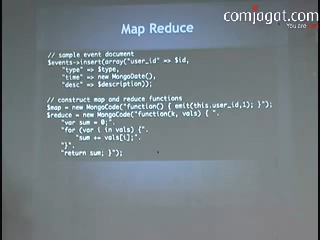 comjagat.com
You are
Map Reduce
// sample event document
$events->insert(array("user_id" => $id,
"type" => $type,
"time" => new MongoDate(),
"desc" => $description));
// construct map and reduce functions
$map = new MongoCode("function() { emit(this.user_id,1); }");
$reduce = new MongoCode("function(k, vals) { ".
"var sum = 0;".
"for (var i in vals) {".
"sum += vals[i];".
"}".
"return sum; }");